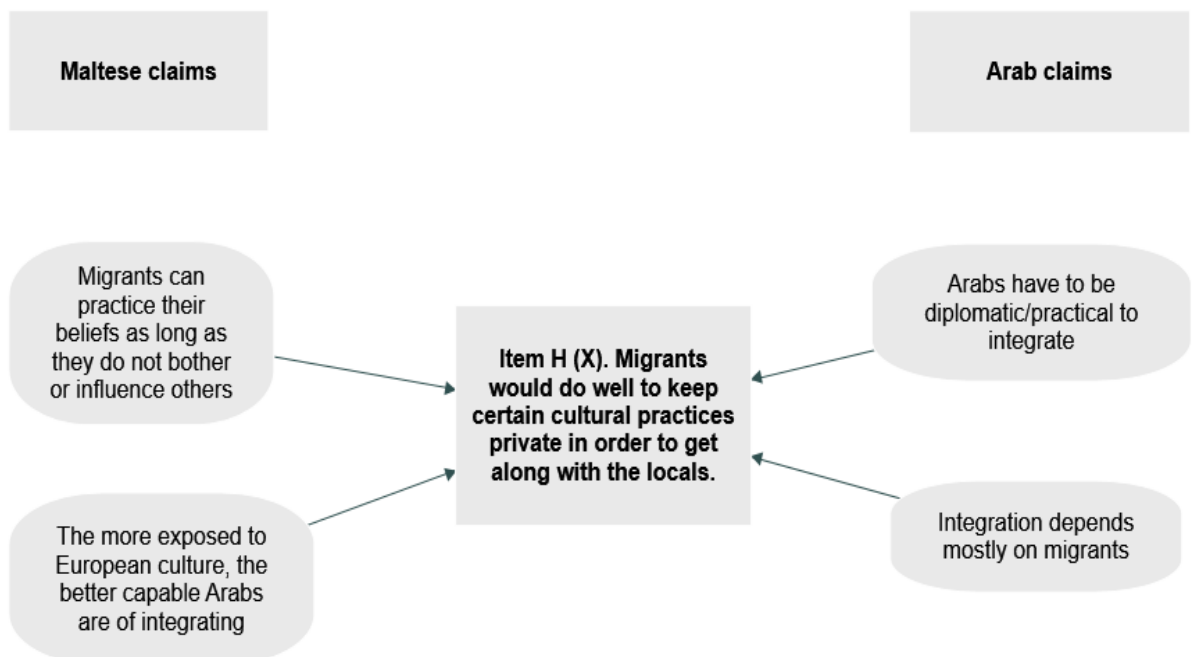 Maltese claims
Arab claims
Migrants can
practice their
beliefs as long as
they do not bother
or influence others
Arabs have to be
diplomatic/practical to
integrate
Item H (X). Migrants
would do well to keep
certain cultural practices
private in order to get
along with the locals.
The more exposed to
European culture, the
better capable Arabs
are of integrating
Integration depends
mostly on migrants